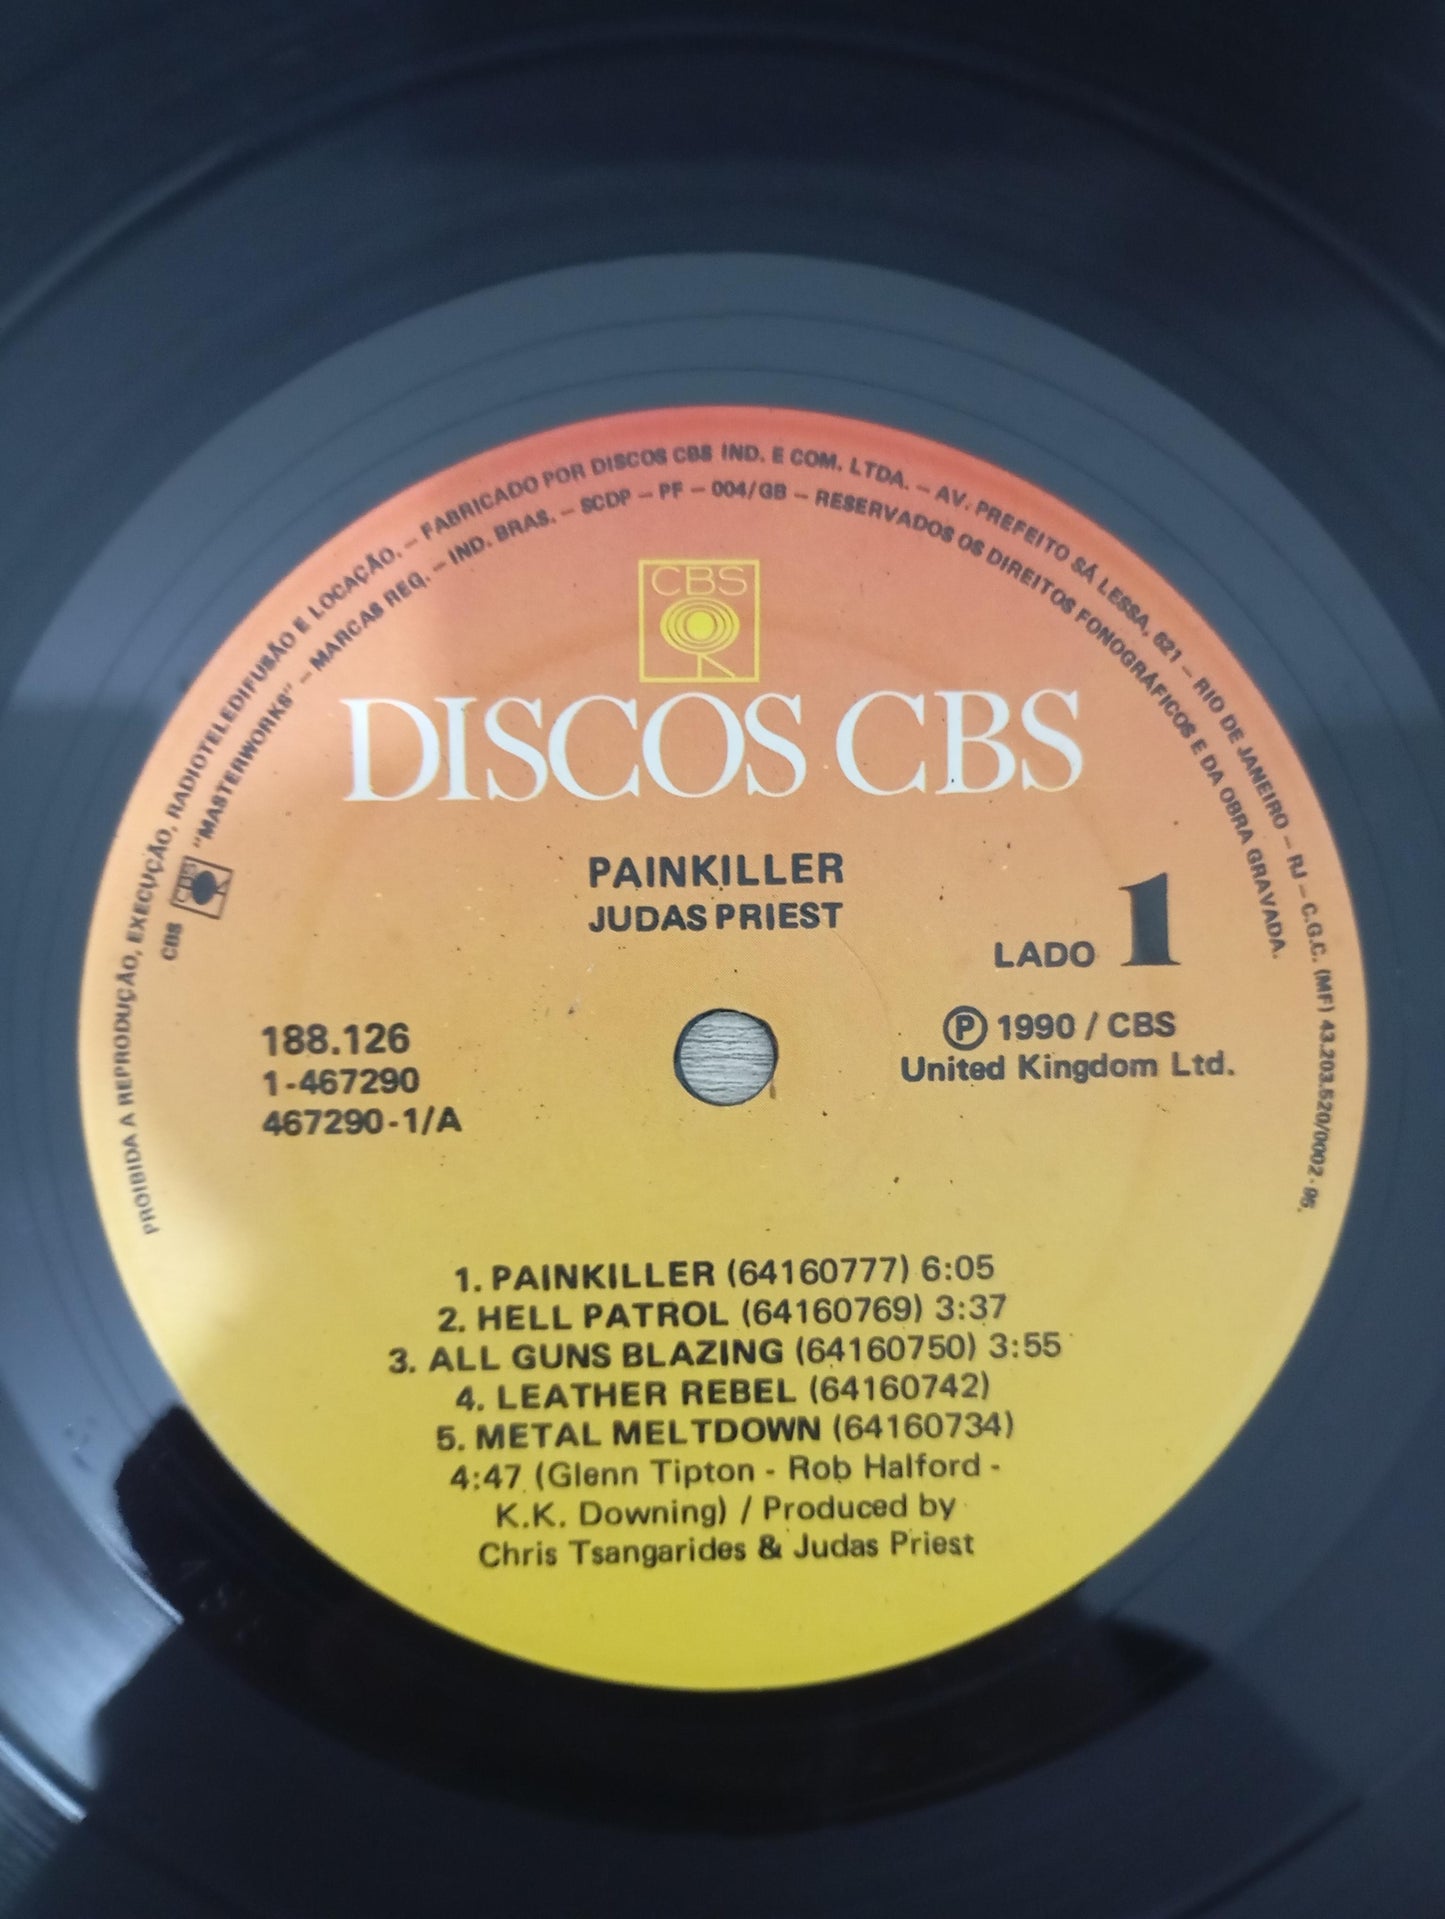 PROIBIDA A REPRODUÇÃO, EXECUÇÃO, RADIOTELEDIFUSÃO E LOCAÇÃO. – FABRICADO POR DISCOS CBS IND. E COM. LTDA. – AV. PREFEITO SÁ LESSA, 621 – RIO DE JANEIRO – RJ – C.G.C. (MF) 43.203.520/0002-95.
CBS CBS "MASTERWORKS" – MARCAS REG. – IND. BRAS. – SCDP – PF – 004/GB – RESERVADOS OS DIREITOS FONOGRÁFICOS E DA OBRA GRAVADA.
CBS
DISCOS CBS
PAINKILLER
JUDAS PRIEST
LADO 1
188.126
1-467290
467290-1/A
Ⓟ 1990 / CBS
United Kingdom Ltd.
1. PAINKILLER (64160777) 6:05
2. HELL PATROL (64160769) 3:37
3. ALL GUNS BLAZING (64160750) 3:55
4. LEATHER REBEL (64160742)
5. METAL MELTDOWN (64160734)
4:47 (Glenn Tipton - Rob Halford -
K.K. Downing) / Produced by
Chris Tsangarides & Judas Priest